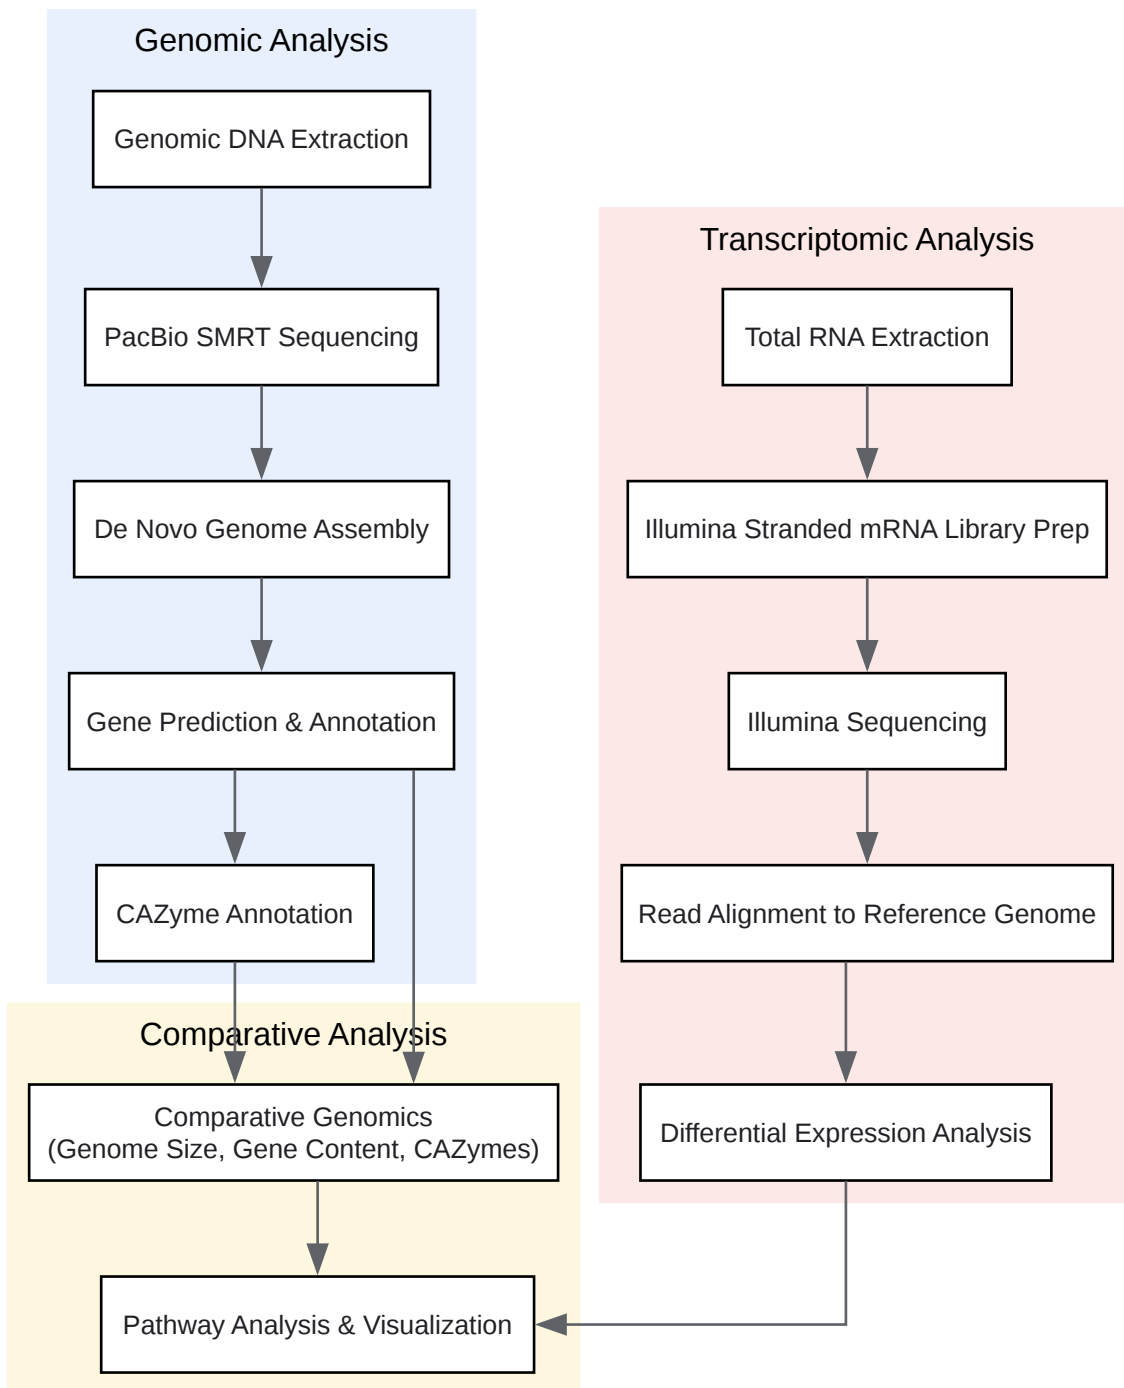 Genomic Analysis
Genomic DNA Extraction
PacBio SMRT Sequencing
De Novo Genome Assembly
Gene Prediction & Annotation
CAZyme Annotation
Transcriptomic Analysis
Total RNA Extraction
Illumina Stranded mRNA Library Prep
Illumina Sequencing
Read Alignment to Reference Genome
Differential Expression Analysis
Comparative Analysis
Comparative Genomics
(Genome Size, Gene Content, CAZymes)
Pathway Analysis & Visualization